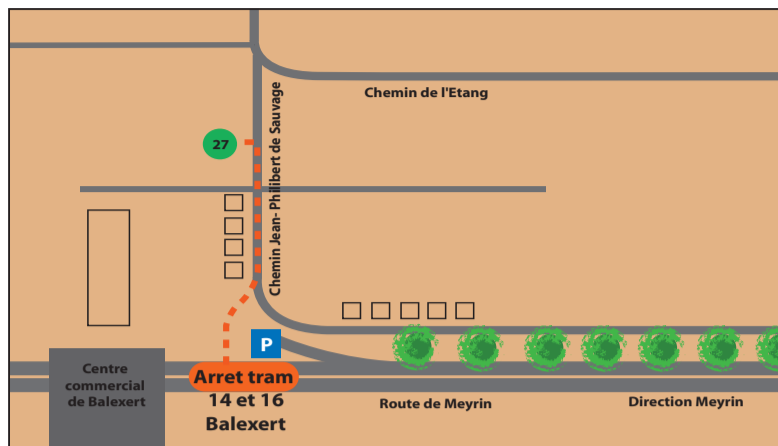 Chemin de l'Etang
27
Chemin Jean- Philibert de Sauvage
P
Centre
commercial
de Balexert
Arret tram
14 et 16
Balexert
Route de Meyrin
Direction Meyrin